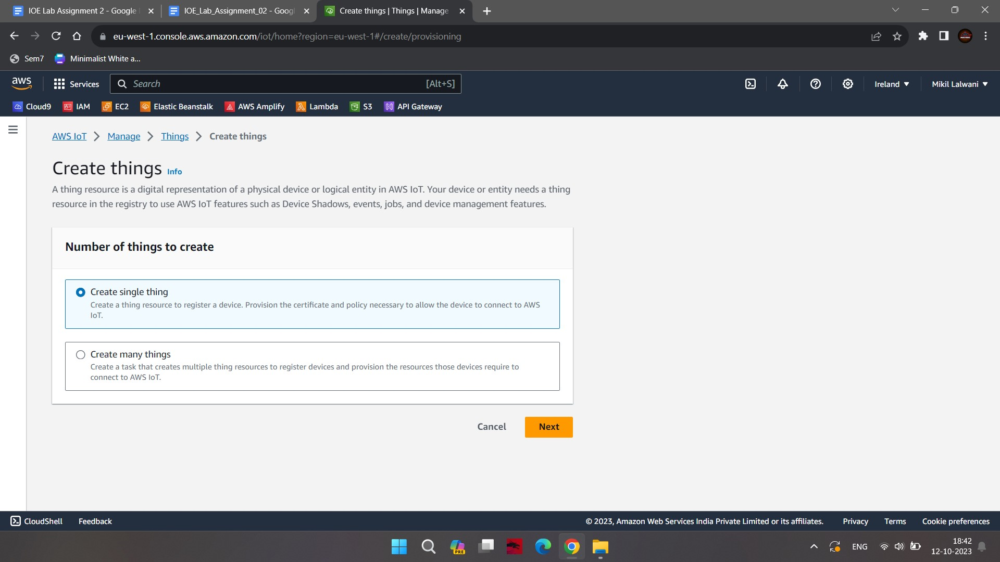 IOE Lab Assignment 2 - Google
IOE_Lab_Assignment_02 - Goog
Create things | Things | Manage
eu-west-1.console.aws.amazon.com/iot/home?region=eu-west-1#/create/provisioning
Sem7
Minimalist White a...
aws
Services
Search
[Alt+S]
Ireland
Mikil Lalwani
Cloud9
IAM
EC2
Elastic Beanstalk
AWS Amplify
Lambda
S3
API Gateway
AWS IoT
Manage
Things
Create things
Create things Info
A thing resource is a digital representation of a physical device or logical entity in AWS IoT. Your device or entity needs a thing
resource in the registry to use AWS IoT features such as Device Shadows, events, jobs, and device management features.
Number of things to create
Create single thing
Create a thing resource to register a device. Provision the certificate and policy necessary to allow the device to connect to AWS
IoT.
Create many things
Create a task that creates multiple thing resources to register devices and provision the resources those devices require to
connect to AWS IoT.
Cancel
Next
CloudShell
Feedback
© 2023, Amazon Web Services India Private Limited or its affiliates.
Privacy
Terms
Cookie preferences
PRE
ENG
18:42
12-10-2023